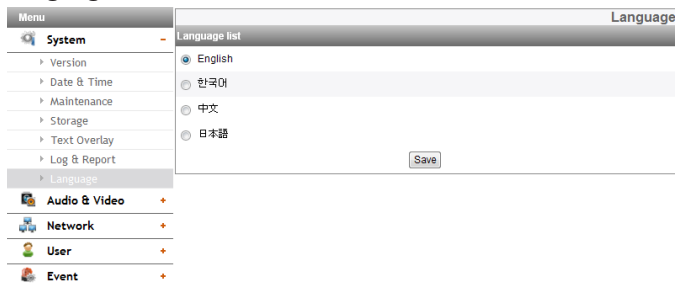 Menu
System
Version
Date & Time
Maintenance
Storage
Text Overlay
Log & Report
Language
Audio & Video
Network
User
Event
Language
Language list
English
한국어
中文
日本語
Save